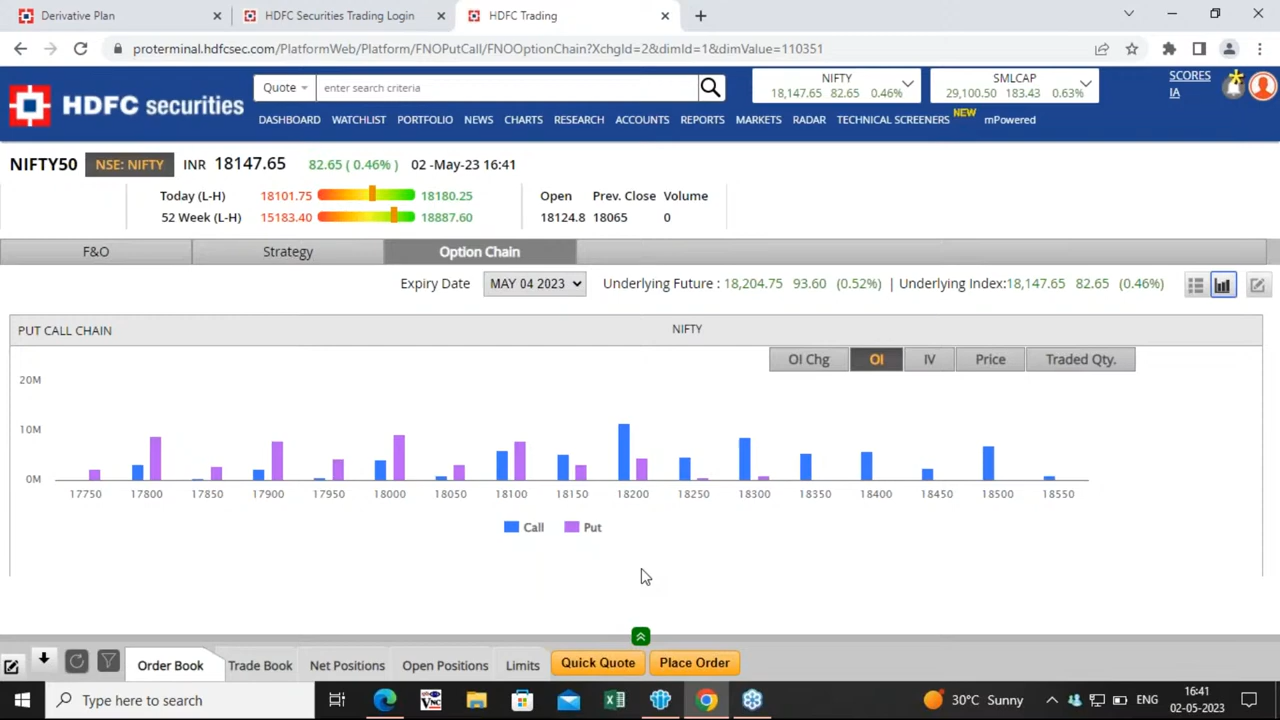 Derivative Plan
HDFC Securities Trading Login
HDFC Trading
proterminal.hdfcsec.com/PlatformWeb/Platform/FNOPutCall/FNOOptionChain?XchgId=2&dimId=1&dimValue=110351
HDFC securities
Quote
enter search criteria
NIFTY
18,147.65 82.65 0.46%
SMLCAP
29,100.50 183.43 0.63%
SCORES
IA
DASHBOARD WATCHLIST PORTFOLIO NEWS CHARTS RESEARCH ACCOUNTS REPORTS MARKETS RADAR TECHNICAL SCREENERS NEW mPowered
NIFTY50 NSE: NIFTY INR 18147.65 82.65 ( 0.46% ) 02 -May-23 16:41
Today (L-H) 18101.75 18180.25 Open Prev. Close Volume
52 Week (L-H) 15183.40 18887.60 18124.8 18065 0
F&O Strategy Option Chain
Expiry Date MAY 04 2023 Underlying Future : 18,204.75 93.60 (0.52%) | Underlying Index:18,147.65 82.65 (0.46%)
PUT CALL CHAIN NIFTY
OI Chg OI IV Price Traded Qty.
20M
10M
0M
17750 17800 17850 17900 17950 18000 18050 18100 18150 18200 18250 18300 18350 18400 18450 18500 18550
Call Put
Order Book Trade Book Net Positions Open Positions Limits Quick Quote Place Order
Type here to search
30°C Sunny
ENG
16:41
02-05-2023